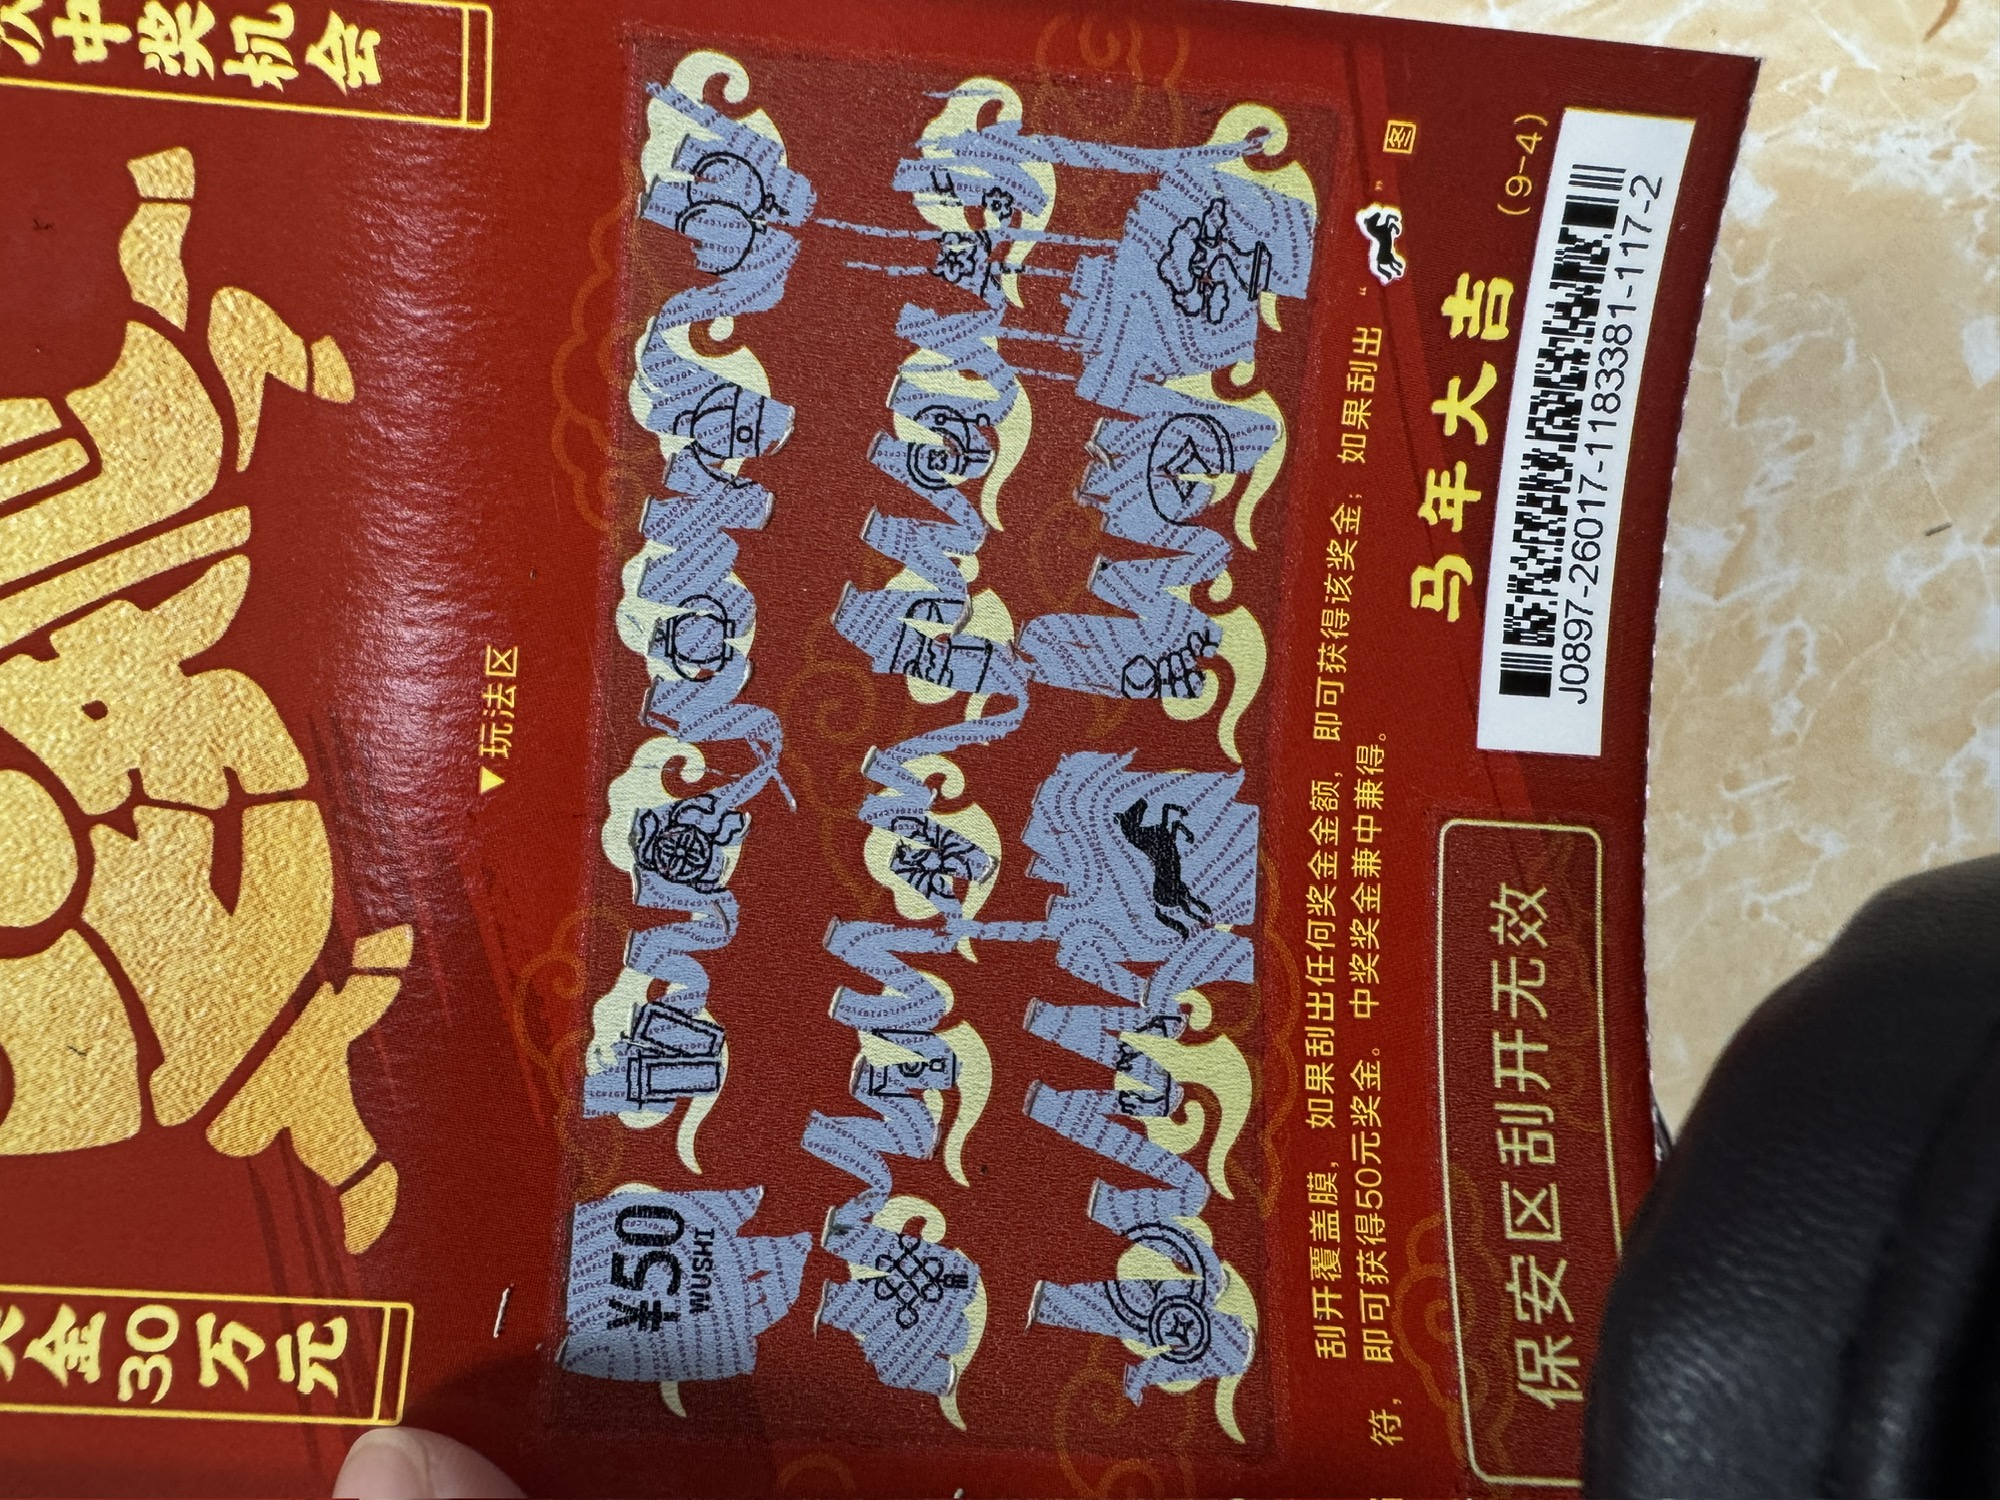 次中奖机会
奖金30万元
▼玩法区
¥50
WUSHI
刮开覆盖膜，如果刮出任何奖金金额，即可获得该奖金；如果刮出“ ”图
符，即可获得50元奖金。中奖奖金兼中兼得。
马年大吉
(9-4)
J0897-26017-1183381-117-2
保安区刮开无效